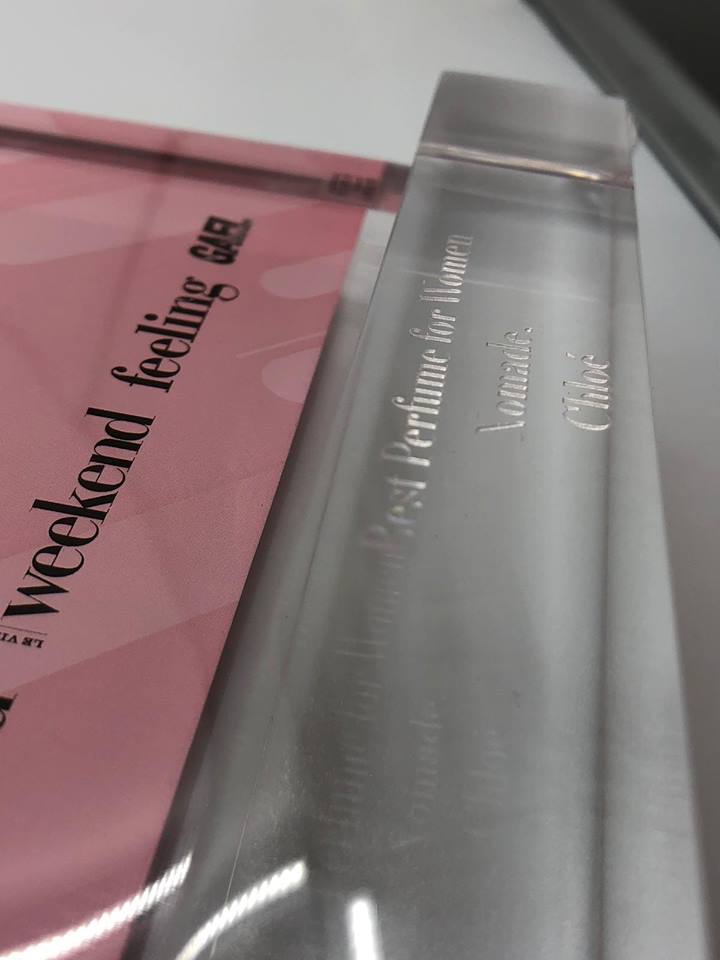 weekend feeling GAEL
Best Perfume for Women
Nomade,
Chloé